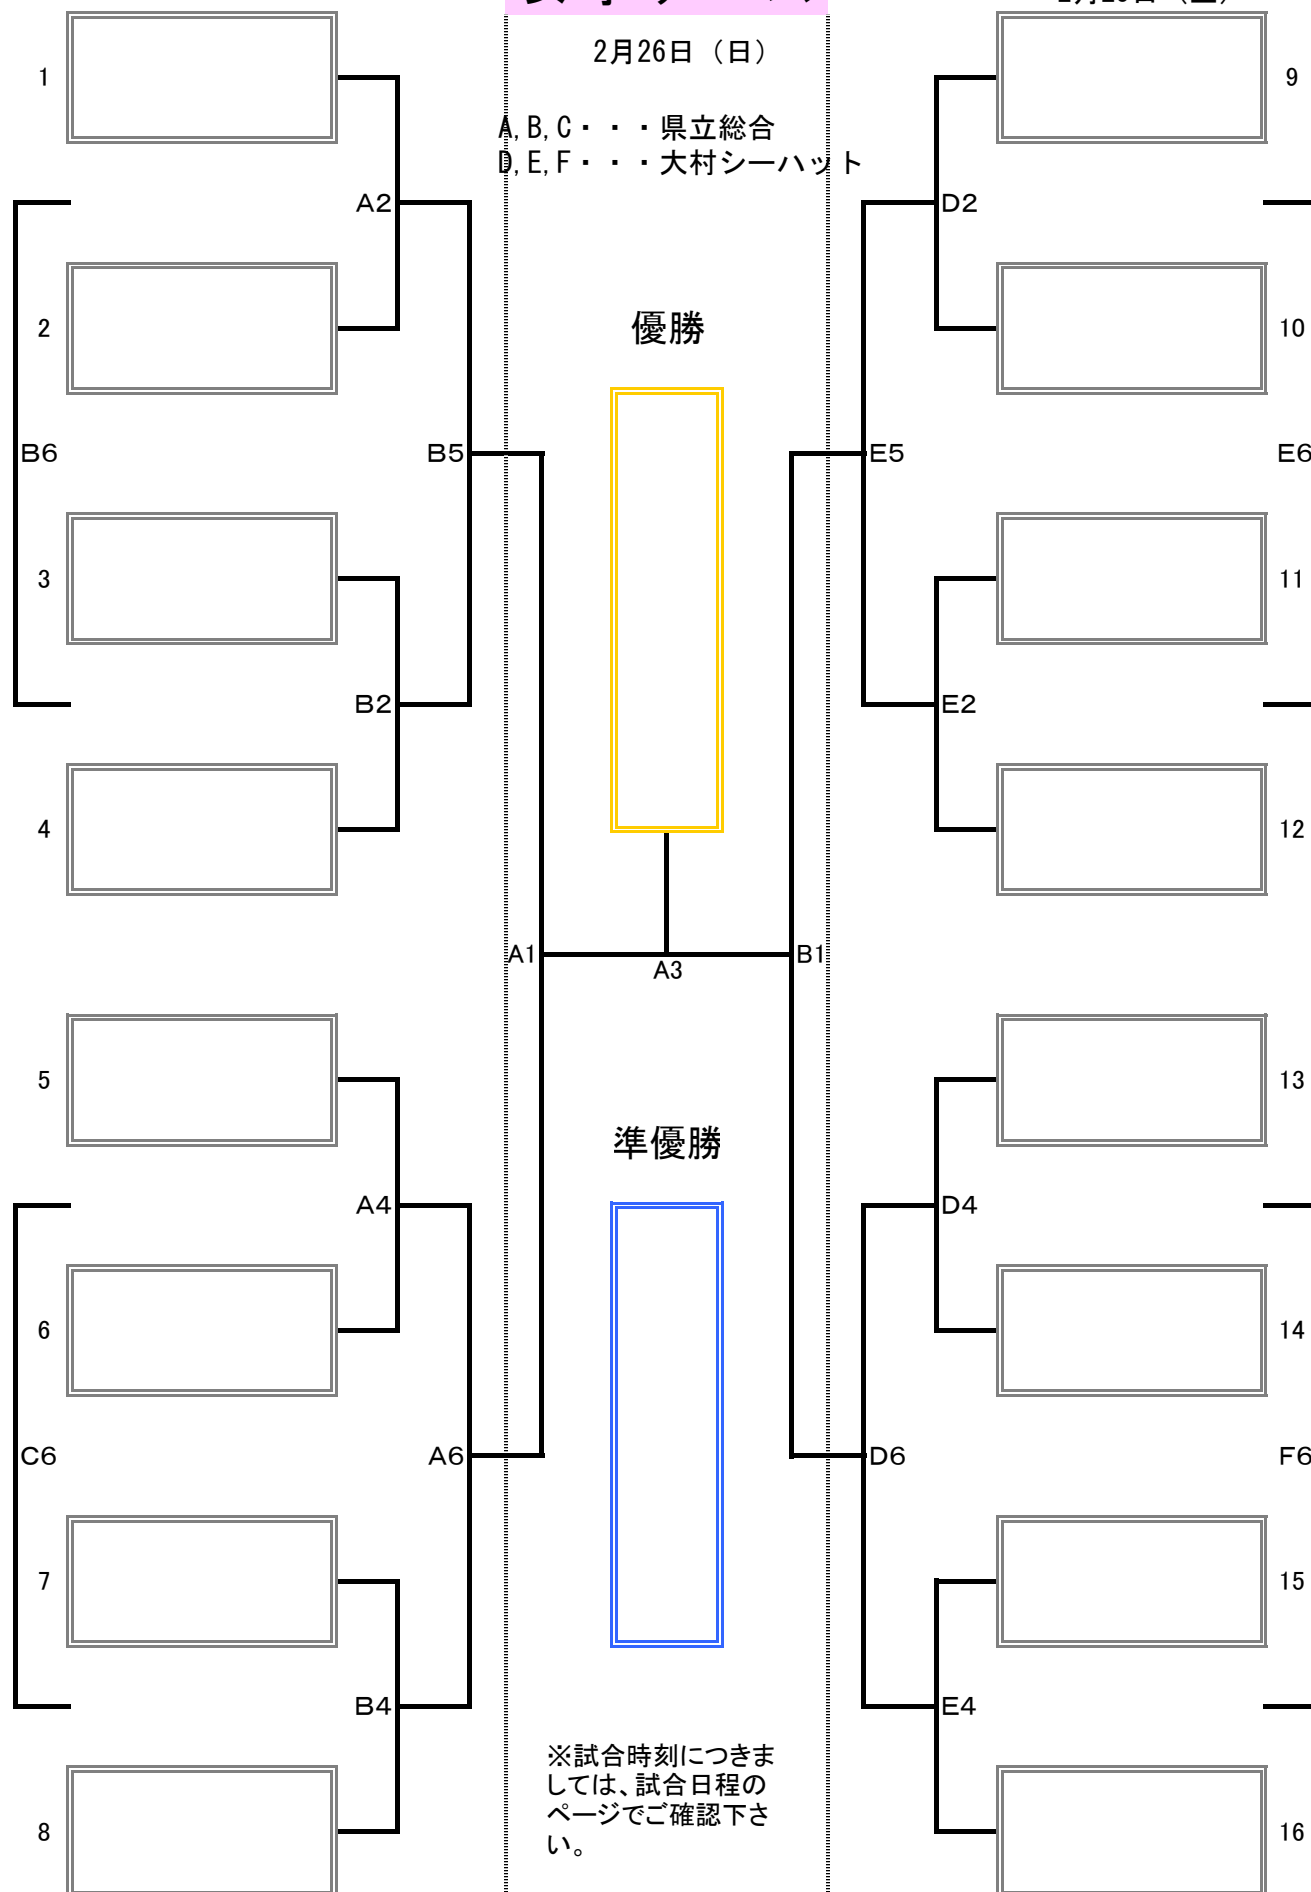 2月26日（日）
A,B,C・・・県立総合
D,E,F・・・大村シーハット
1
9
A2
D2
2
優勝
10
B6
B5
E5
E6
3
11
B2
E2
4
12
A1
A3
B1
5
13
準優勝
A4
D4
6
14
C6
A6
D6
F6
7
15
B4
E4
※試合時刻につきま
しては、試合日程の
ページでご確認下さ
い。
8
16